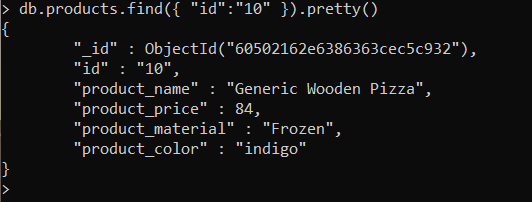 > db.products.find({ "id":"10" }).pretty()
{
        "_id" : ObjectId("60502162e6386363cec5c932"),
        "id" : "10",
        "product_name" : "Generic Wooden Pizza",
        "product_price" : 84,
        "product_material" : "Frozen",
        "product_color" : "indigo"
}
>